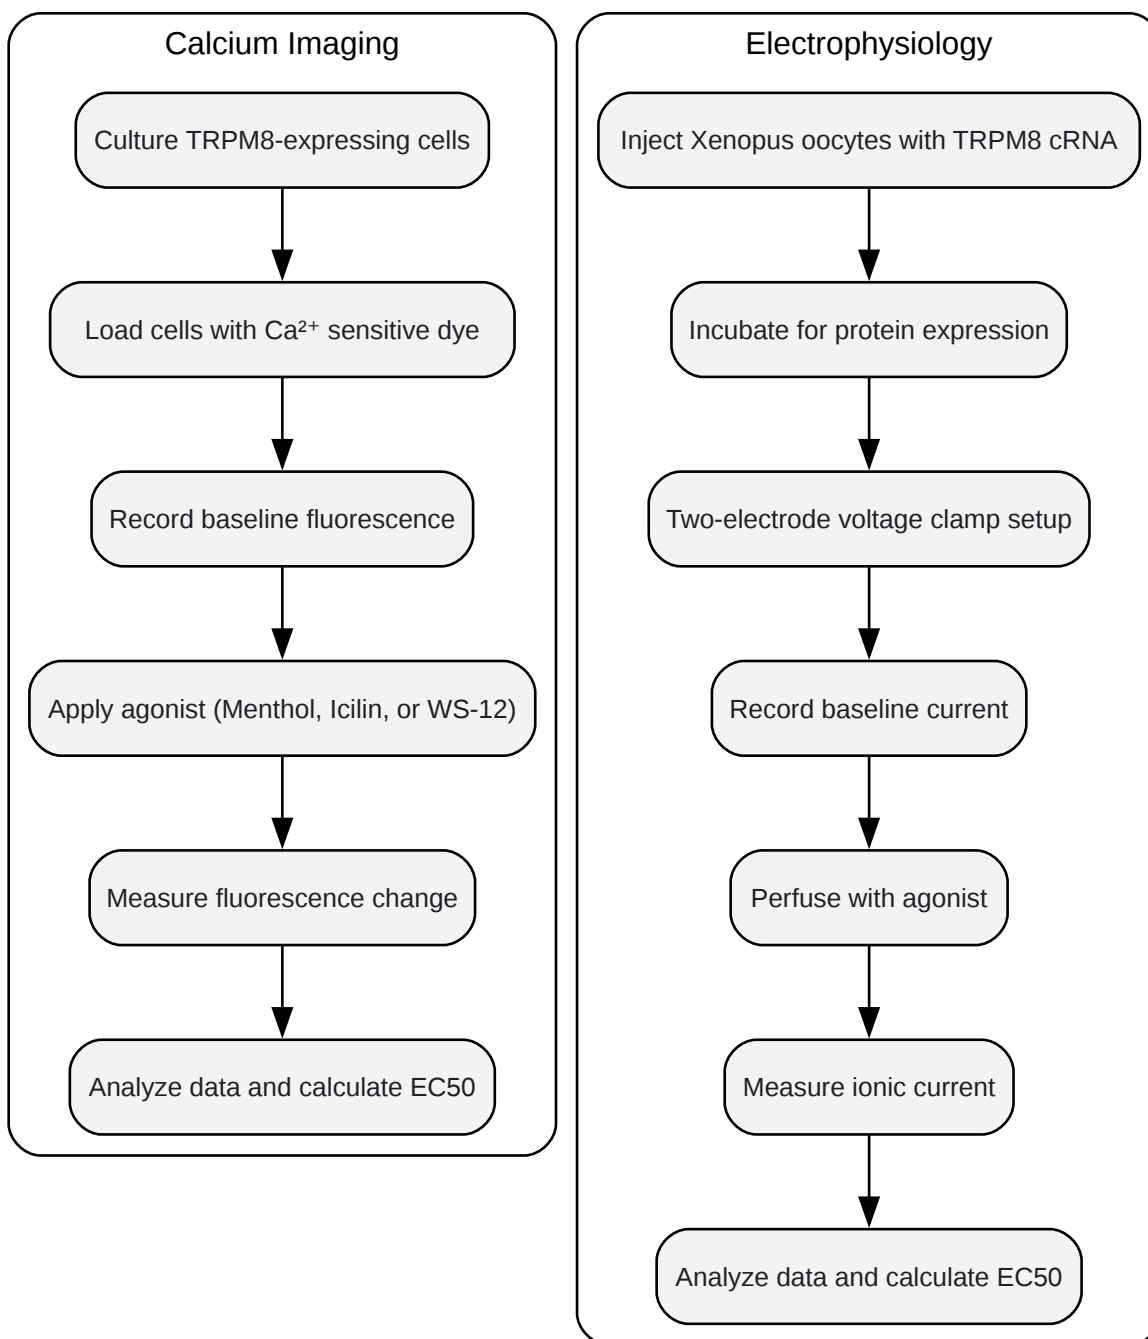 Calcium Imaging
Culture TRPM8-expressing cells
Load cells with Ca²⁺ sensitive dye
Record baseline fluorescence
Apply agonist (Menthol, Icilin, or WS-12)
Measure fluorescence change
Analyze data and calculate EC50
Electrophysiology
Inject Xenopus oocytes with TRPM8 cRNA
Incubate for protein expression
Two-electrode voltage clamp setup
Record baseline current
Perfuse with agonist
Measure ionic current
Analyze data and calculate EC50